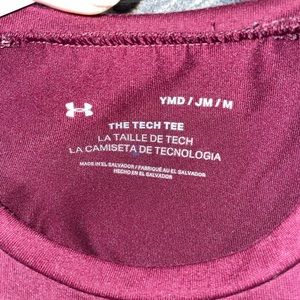 YMD / JM / M
THE TECH TEE
LA TAILLE DE TECH
LA CAMISETA DE TECNOLOGIA
MADE IN EL SALVADOR / FABRIQUÉ AU EL SALVADOR
HECHO EN EL SALVADOR